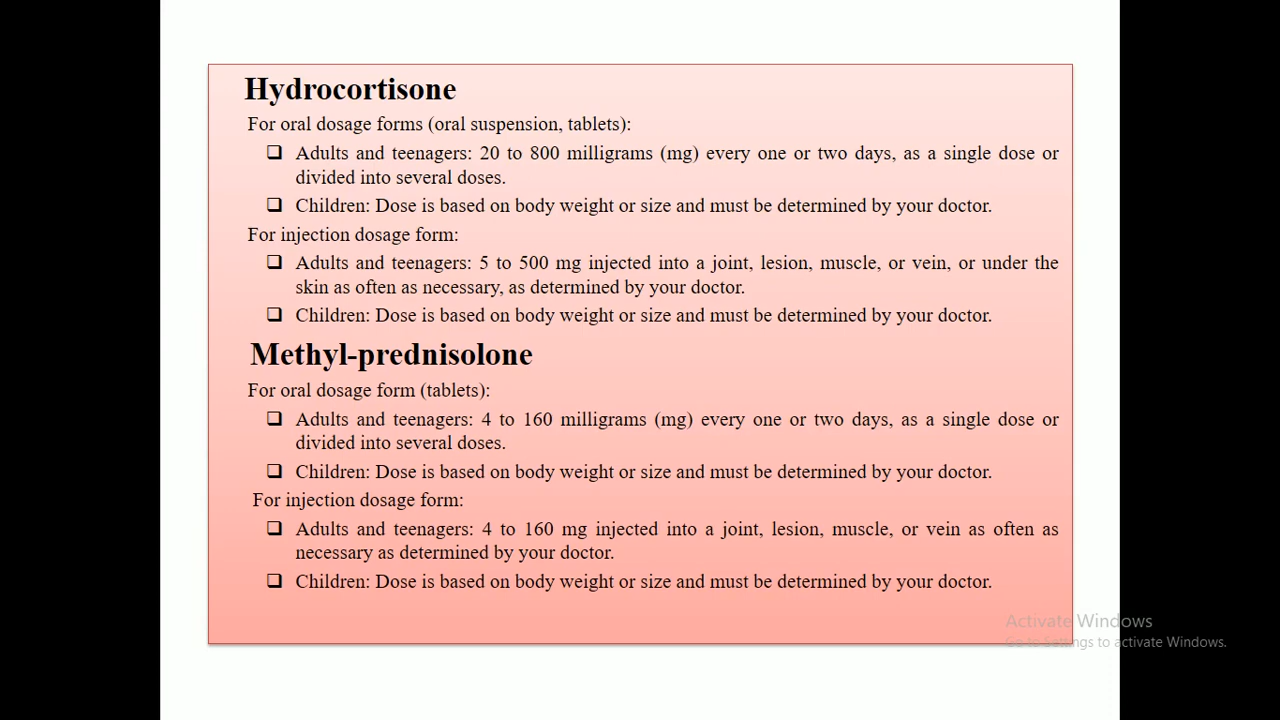 Hydrocortisone
For oral dosage forms (oral suspension, tablets):
❑ Adults and teenagers: 20 to 800 milligrams (mg) every one or two days, as a single dose or
divided into several doses.
❑ Children: Dose is based on body weight or size and must be determined by your doctor.
For injection dosage form:
❑ Adults and teenagers: 5 to 500 mg injected into a joint, lesion, muscle, or vein, or under the
skin as often as necessary, as determined by your doctor.
❑ Children: Dose is based on body weight or size and must be determined by your doctor.
Methyl-prednisolone
For oral dosage form (tablets):
❑ Adults and teenagers: 4 to 160 milligrams (mg) every one or two days, as a single dose or
divided into several doses.
❑ Children: Dose is based on body weight or size and must be determined by your doctor.
For injection dosage form:
❑ Adults and teenagers: 4 to 160 mg injected into a joint, lesion, muscle, or vein as often as
necessary as determined by your doctor.
❑ Children: Dose is based on body weight or size and must be determined by your doctor.
Activate Windows
Go to Settings to activate Windows.